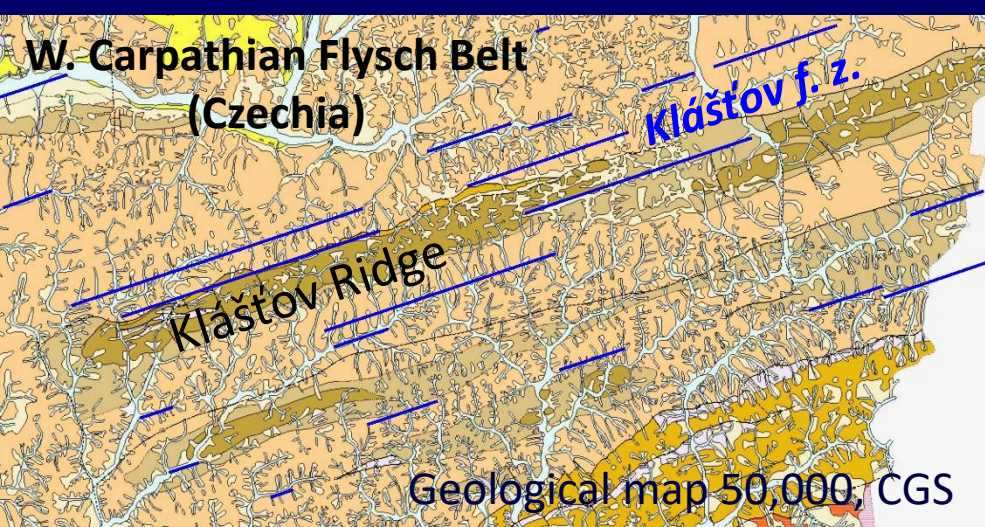 W. Carpathian Flysch Belt
(Czechia)
Klášťov f. z.
Klášťov Ridge
Geological map 50,000, CGS